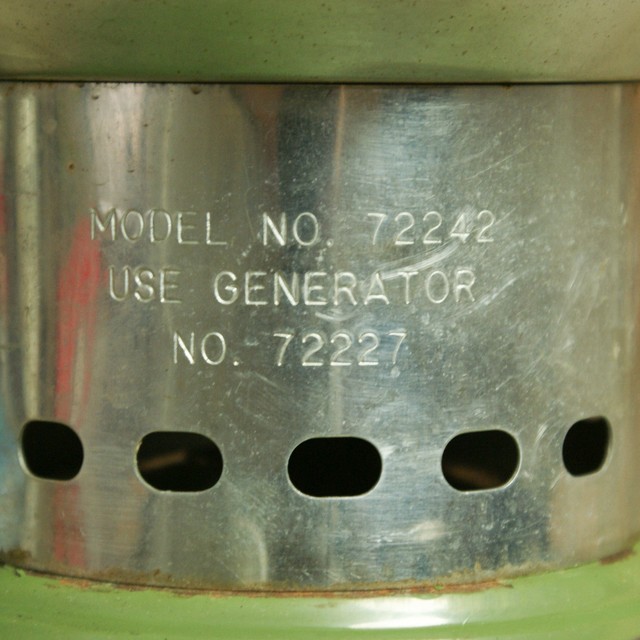 MODEL NO. 72242
USE GENERATOR
NO. 72227